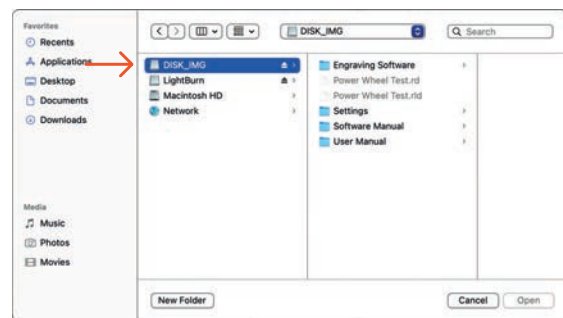 Favorites
Recents
Applications
Desktop
Documents
Downloads
Media
Music
Photos
Movies
DISK_IMG
Search
DISK_IMG
LightBurn
Macintosh HD
Network
Engraving Software
Power Wheel Test.rd
Power Wheel Test.rld
Settings
Software Manual
User Manual
New Folder
Cancel
Open